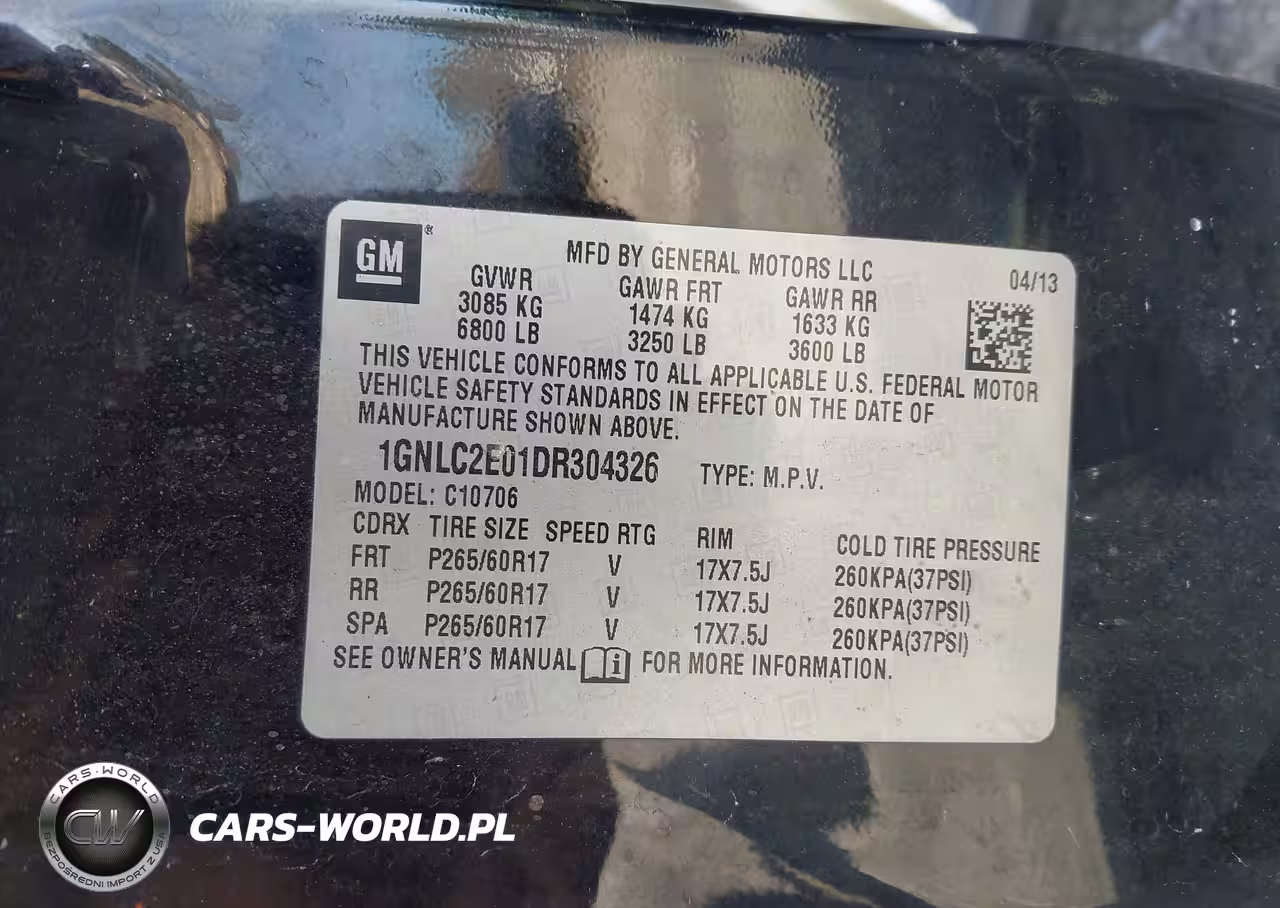 GM®
MFD BY GENERAL MOTORS LLC
04/13
GVWR GAWR FRT GAWR RR
3085 KG 1474 KG 1633 KG
6800 LB 3250 LB 3600 LB
THIS VEHICLE CONFORMS TO ALL APPLICABLE U.S. FEDERAL MOTOR
VEHICLE SAFETY STANDARDS IN EFFECT ON THE DATE OF
MANUFACTURE SHOWN ABOVE.
1GNLC2E01DR304326 TYPE: M.P.V.
MODEL: C10706
CDRX TIRE SIZE SPEED RTG RIM COLD TIRE PRESSURE
FRT P265/60R17 V 17X7.5J 260KPA(37PSI)
RR P265/60R17 V 17X7.5J 260KPA(37PSI)
SPA P265/60R17 V 17X7.5J 260KPA(37PSI)
SEE OWNER'S MANUAL i FOR MORE INFORMATION.
CARS-WORLD
CW
BEZPOŚREDNI IMPORT Z USA
CARS-WORLD.PL